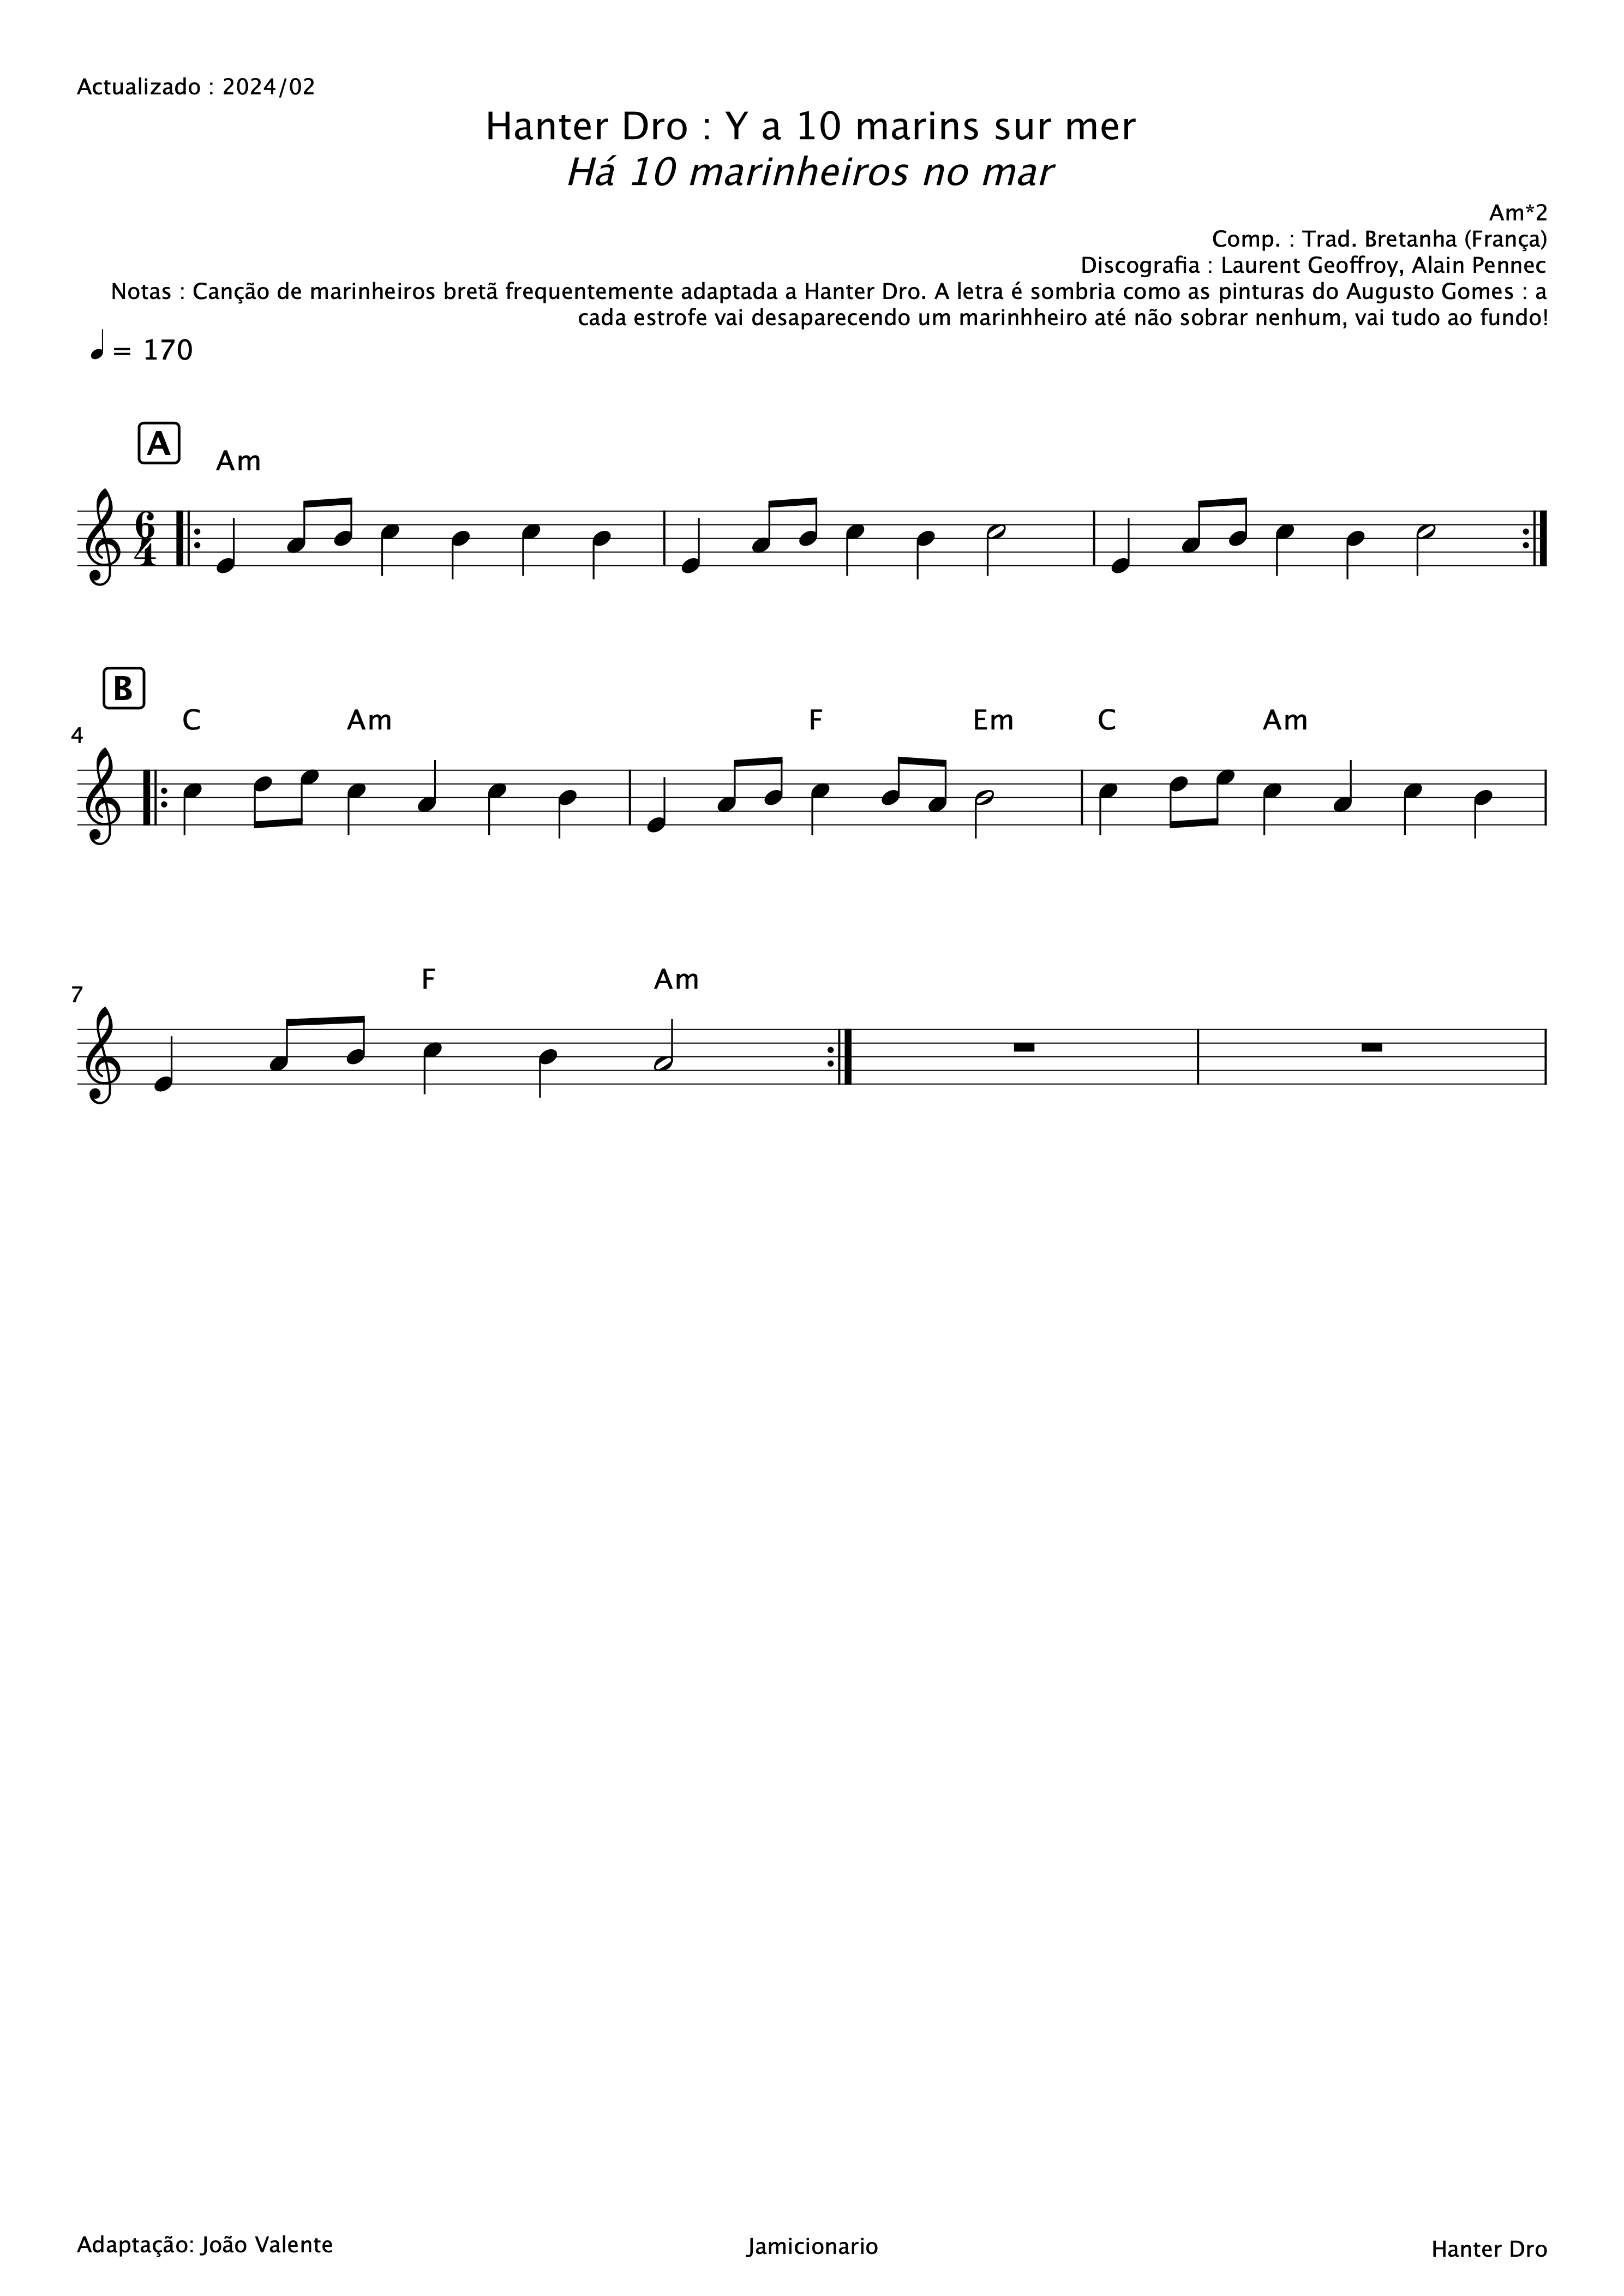 Actualizado : 2024/02
Hanter Dro : Y a 10 marins sur mer
Há 10 marinheiros no mar
Am*2
Comp. : Trad. Bretanha (França)
Discografia : Laurent Geoffroy, Alain Pennec
Notas : Canção de marinheiros bretã frequentemente adaptada a Hanter Dro. A letra é sombria como as pinturas do Augusto Gomes : a
cada estrofe vai desaparecendo um marinhheiro até não sobrar nenhum, vai tudo ao fundo!
= 170
A
Am
6
4
B
C Am F Em C Am
4
F Am
7
Adaptação: João Valente
Jamicionario
Hanter Dro